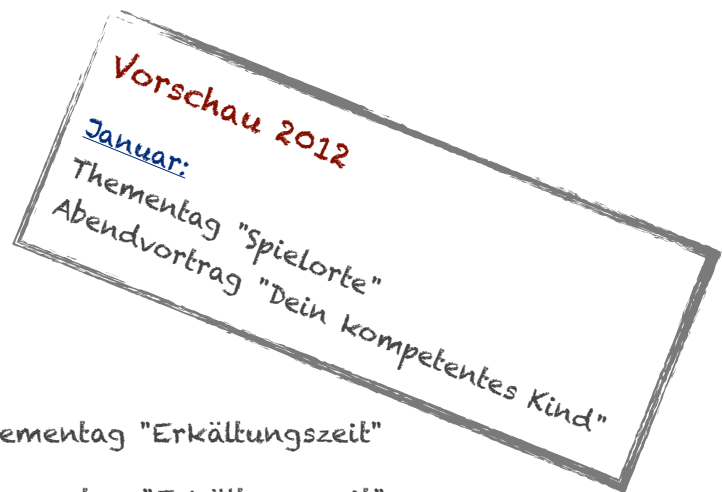 Vorschau 2012
Januar:
Thementag "Spielorte"
Abendvortrag "Dein kompetentes Kind"
ementag "Erkältungszeit"